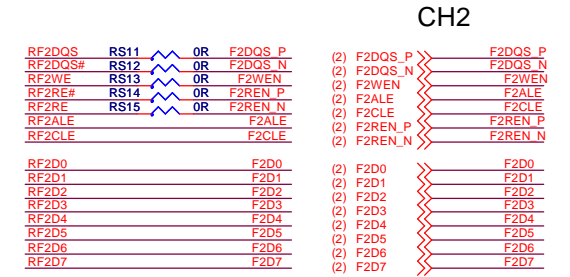 CH2
RF2DQS RS11 0R F2DQS_P
RF2DQS# RS12 0R F2DQS_N
RF2WE RS13 0R F2WEN
RF2RE# RS14 0R F2REN_P
RF2RE RS15 0R F2REN_N
RF2ALE F2ALE
RF2CLE F2CLE
RF2D0 F2D0
RF2D1 F2D1
RF2D2 F2D2
RF2D3 F2D3
RF2D4 F2D4
RF2D5 F2D5
RF2D6 F2D6
RF2D7 F2D7
(2) F2DQS_P F2DQS_P
(2) F2DQS_N F2DQS_N
(2) F2WEN F2WEN
(2) F2ALE F2ALE
(2) F2CLE F2CLE
(2) F2REN_P F2REN_P
(2) F2REN_N F2REN_N
(2) F2D0 F2D0
(2) F2D1 F2D1
(2) F2D2 F2D2
(2) F2D3 F2D3
(2) F2D4 F2D4
(2) F2D5 F2D5
(2) F2D6 F2D6
(2) F2D7 F2D7